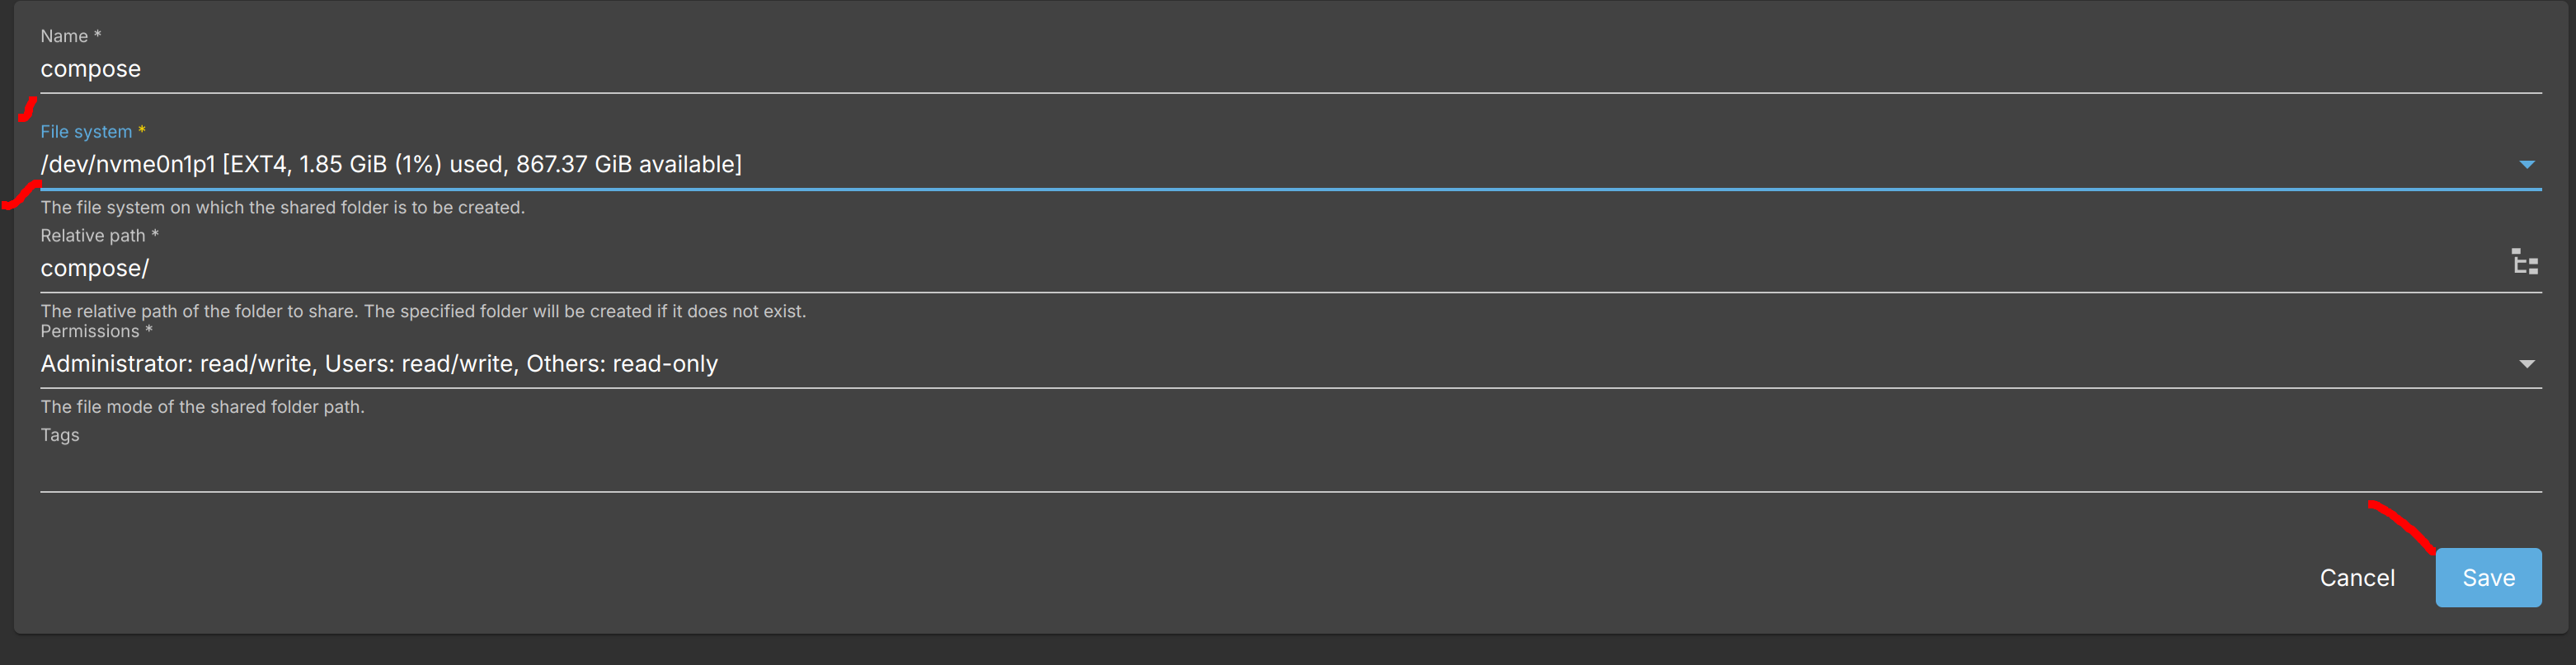 Name *
compose
File system *
/dev/nvme0n1p1 [EXT4, 1.85 GiB (1%) used, 867.37 GiB available]
The file system on which the shared folder is to be created.
Relative path *
compose/
The relative path of the folder to share. The specified folder will be created if it does not exist.
Permissions *
Administrator: read/write, Users: read/write, Others: read-only
The file mode of the shared folder path.
Tags
Cancel Save